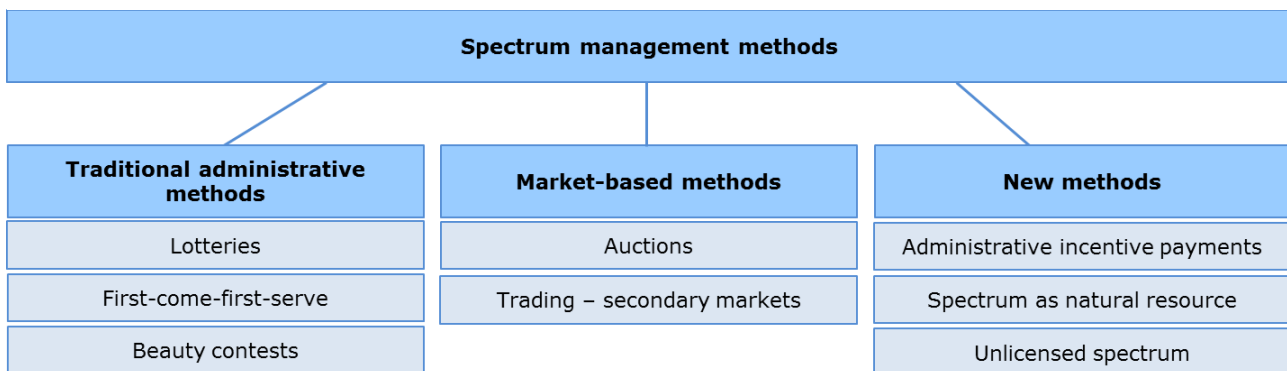 Spectrum management methods
Traditional administrative
methods
Lotteries
First-come-first-serve
Beauty contests
Market-based methods
Auctions
Trading – secondary markets
New methods
Administrative incentive payments
Spectrum as natural resource
Unlicensed spectrum